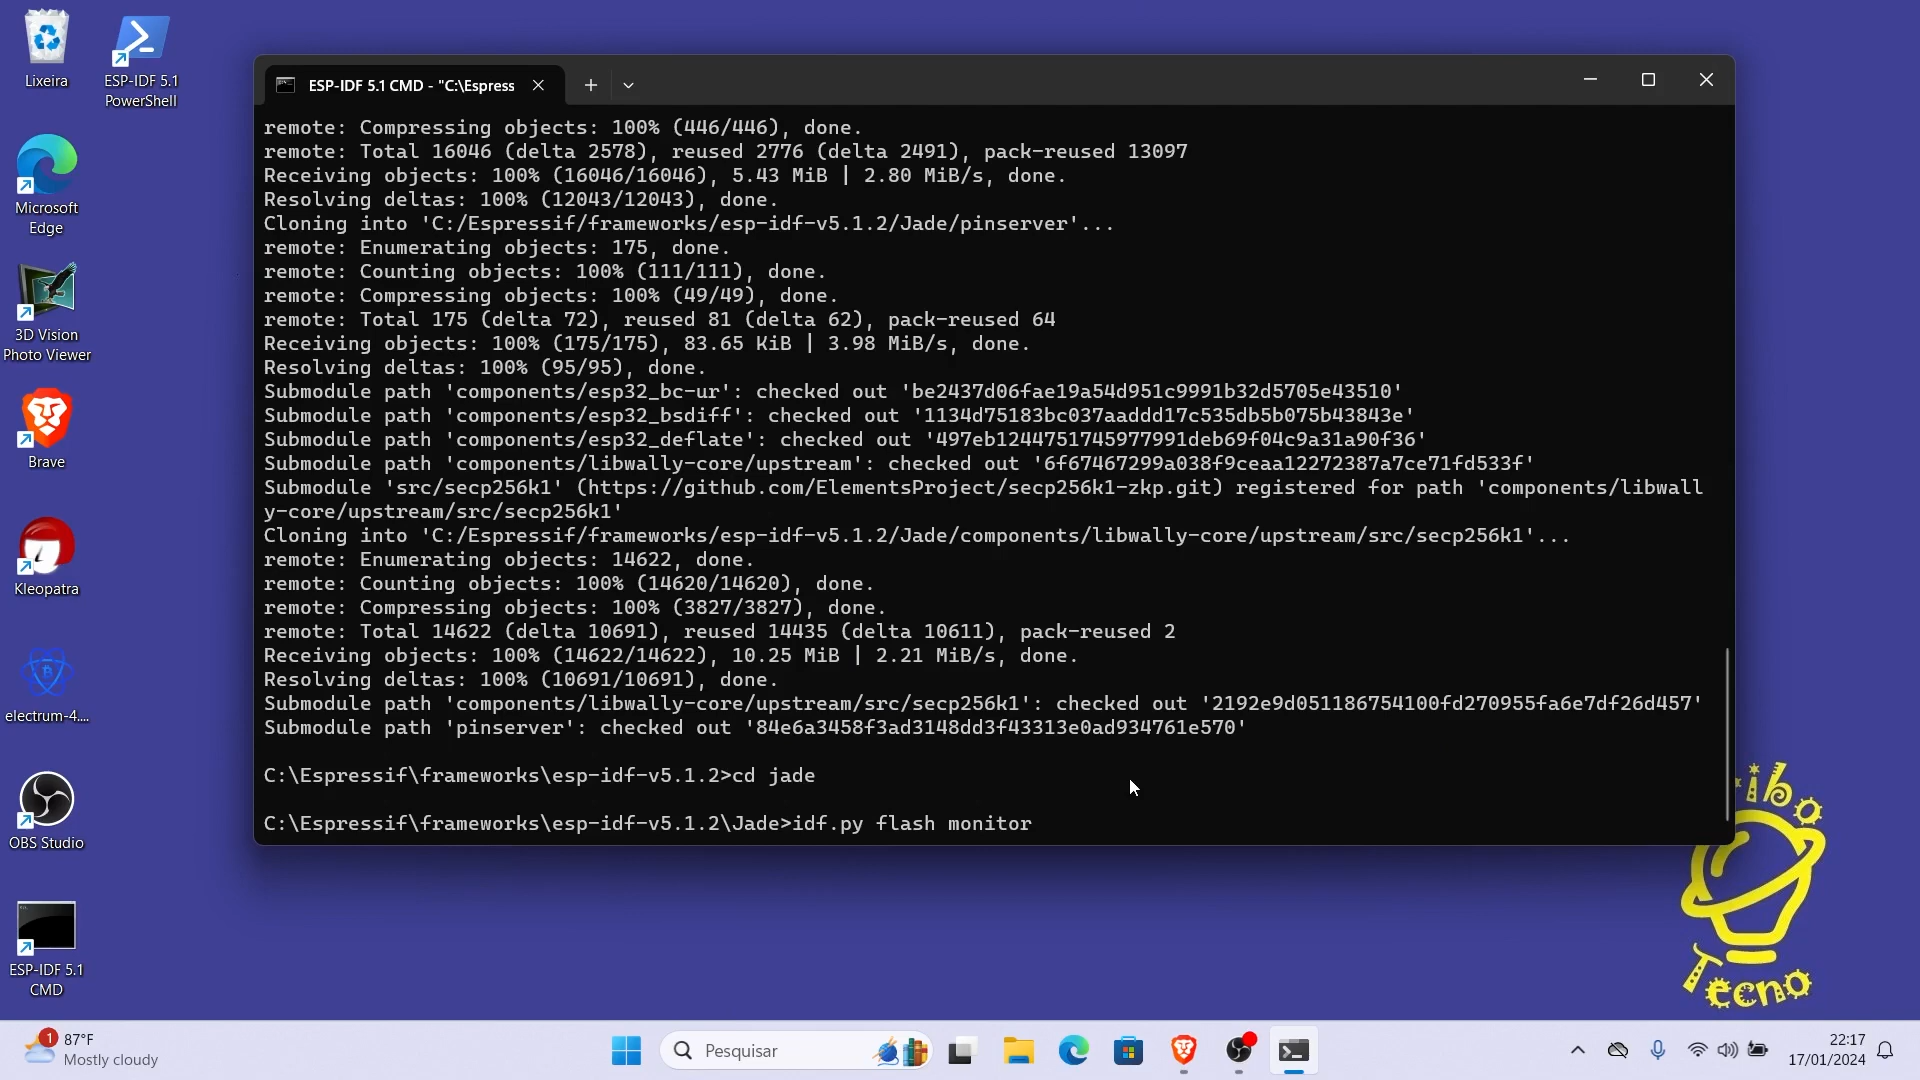 Lixeira
ESP-IDF 5.1
PowerShell
Microsoft
Edge
3D Vision
Photo Viewer
Brave
Kleopatra
electrum-4....
OBS Studio
ESP-IDF 5.1
CMD
ESP-IDF 5.1 CMD - "C:\Espress
remote: Compressing objects: 100% (446/446), done.
remote: Total 16046 (delta 2578), reused 2776 (delta 2491), pack-reused 13097
Receiving objects: 100% (16046/16046), 5.43 MiB | 2.80 MiB/s, done.
Resolving deltas: 100% (12043/12043), done.
Cloning into 'C:/Espressif/frameworks/esp-idf-v5.1.2/Jade/pinserver'...
remote: Enumerating objects: 175, done.
remote: Counting objects: 100% (111/111), done.
remote: Compressing objects: 100% (49/49), done.
remote: Total 175 (delta 72), reused 81 (delta 62), pack-reused 64
Receiving objects: 100% (175/175), 83.65 KiB | 3.98 MiB/s, done.
Resolving deltas: 100% (95/95), done.
Submodule path 'components/esp32_bc-ur': checked out 'be2437d06fae19a54d951c9991b32d5705e43510'
Submodule path 'components/esp32_bsdiff': checked out '1134d75183bc037aaddd17c535db5b075b43843e'
Submodule path 'components/esp32_deflate': checked out '497eb1244751745977991deb69f04c9a31a90f36'
Submodule path 'components/libwally-core/upstream': checked out '6f67467299a038f9ceaa12272387a7ce71fd533f'
Submodule 'src/secp256k1' (https://github.com/ElementsProject/secp256k1-zkp.git) registered for path 'components/libwall
y-core/upstream/src/secp256k1'
Cloning into 'C:/Espressif/frameworks/esp-idf-v5.1.2/Jade/components/libwally-core/upstream/src/secp256k1'...
remote: Enumerating objects: 14622, done.
remote: Counting objects: 100% (14620/14620), done.
remote: Compressing objects: 100% (3827/3827), done.
remote: Total 14622 (delta 10691), reused 14435 (delta 10611), pack-reused 2
Receiving objects: 100% (14622/14622), 10.25 MiB | 2.21 MiB/s, done.
Resolving deltas: 100% (10691/10691), done.
Submodule path 'components/libwally-core/upstream/src/secp256k1': checked out '2192e9d051186754100fd270955fa6e7df26d457'
Submodule path 'pinserver': checked out '84e6a3458f3ad3148dd3f43313e0ad934761e570'
C:\Espressif\frameworks\esp-idf-v5.1.2>cd jade
C:\Espressif\frameworks\esp-idf-v5.1.2\Jade>idf.py flash monitor
Tecno
1
87°F
Mostly cloudy
Pesquisar
22:17
17/01/2024